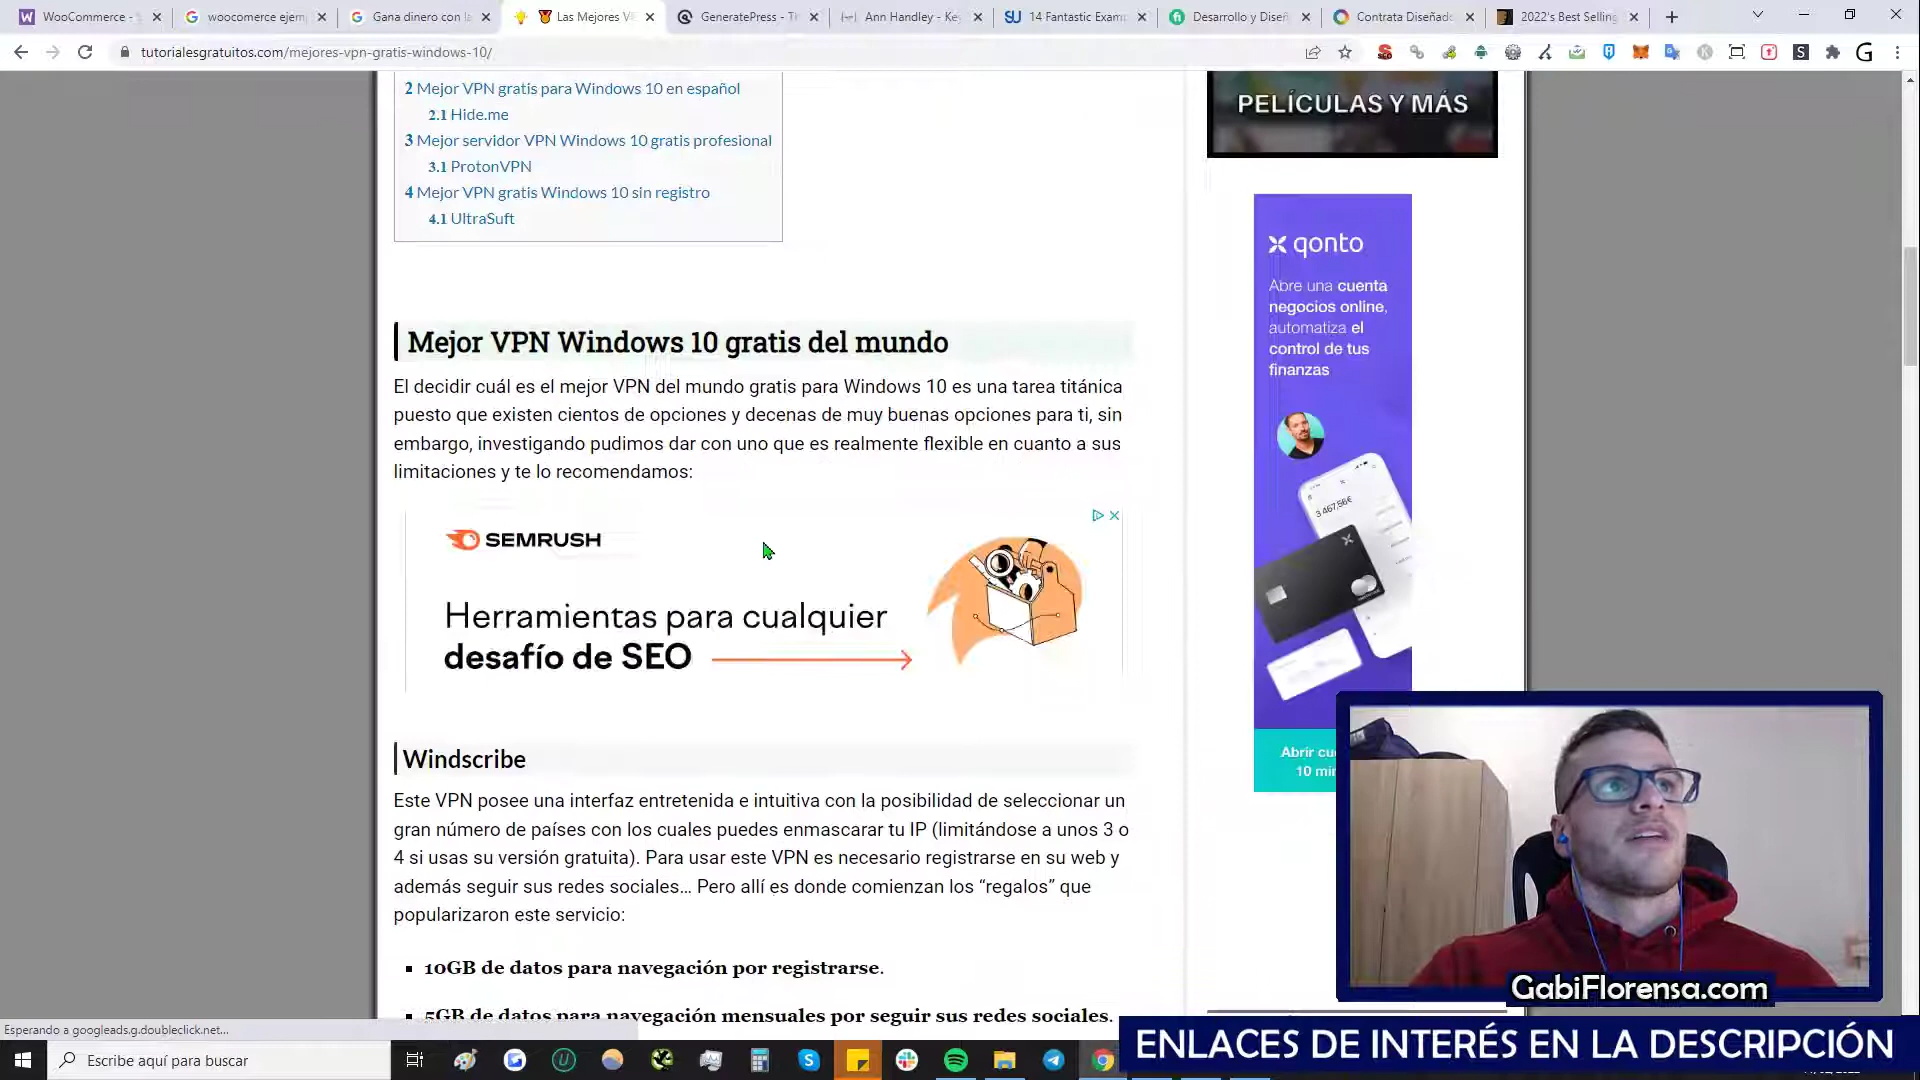 WooCommerce - 
woocomerce ejem
Gana dinero con l
Las Mejores V
GeneratePress - T
Ann Handley - Ke
14 Fantastic Exam
Desarrollo y Diseñ
Contrata Diseñado
2022's Best Selling
tutorialesgratuitos.com/mejores-vpn-gratis-windows-10/
2 Mejor VPN gratis para Windows 10 en español
2.1 Hide.me
3 Mejor servidor VPN Windows 10 gratis profesional
3.1 ProtonVPN
4 Mejor VPN gratis Windows 10 sin registro
4.1 UltraSuft
PELÍCULAS Y MÁS
qonto
Abre una cuenta
negocios online,
automatiza el
control de tus
finanzas
3 467,56€
Mejor VPN Windows 10 gratis del mundo
El decidir cuál es el mejor VPN del mundo gratis para Windows 10 es una tarea titánica
puesto que existen cientos de opciones y decenas de muy buenas opciones para ti, sin
embargo, investigando pudimos dar con uno que es realmente flexible en cuanto a sus
limitaciones y te lo recomendamos:
SEMRUSH
Herramientas para cualquier
desafío de SEO
Abrir cu
10 min
Windscribe
Este VPN posee una interfaz entretenida e intuitiva con la posibilidad de seleccionar un
gran número de países con los cuales puedes enmascarar tu IP (limitándose a unos 3 o
4 si usas su versión gratuita). Para usar este VPN es necesario registrarse en su web y
además seguir sus redes sociales... Pero allí es donde comienzan los “regalos” que
popularizaron este servicio:
10GB de datos para navegación por registrarse.
5GB de datos para navegación mensuales por seguir sus redes sociales.
GabiFlorensa.com
Esperando a googleads.g.doubleclick.net...
Escribe aquí para buscar
ENLACES DE INTERÉS EN LA DESCRIPCIÓN